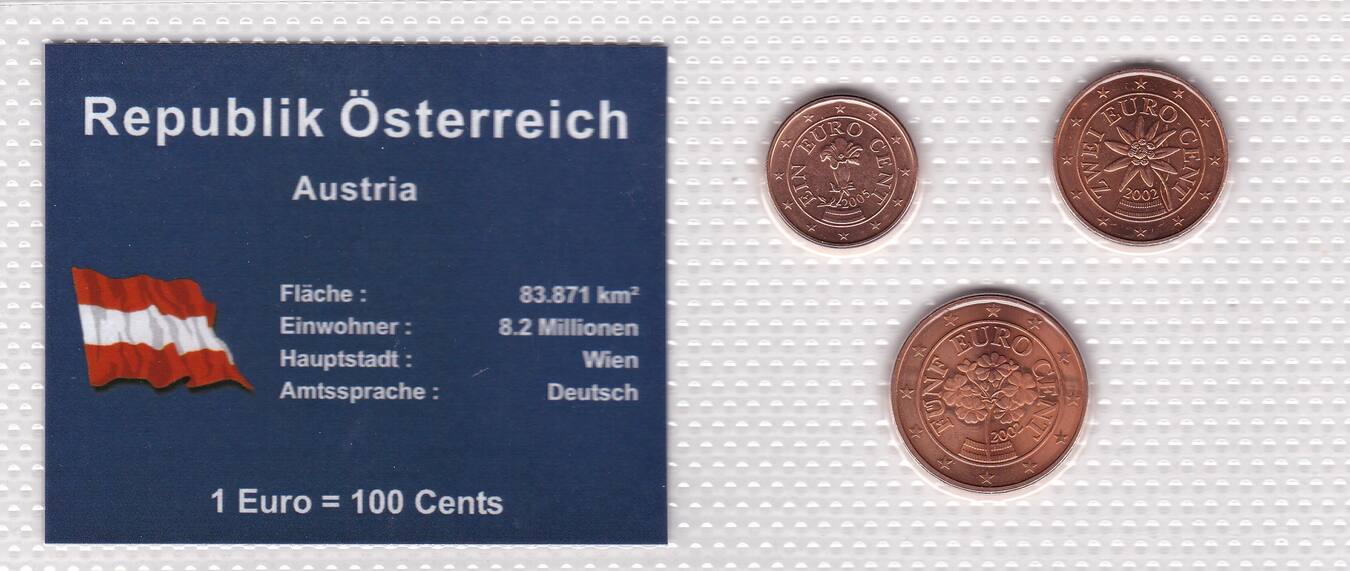 Republik Österreich
Austria
Fläche : 83.871 km²
Einwohner : 8.2 Millionen
Hauptstadt : Wien
Amtssprache : Deutsch
1 Euro = 100 Cents
EIN EURO CENT
2005
ZWEI EURO CENT
2002
FÜNF EURO CENT
2002